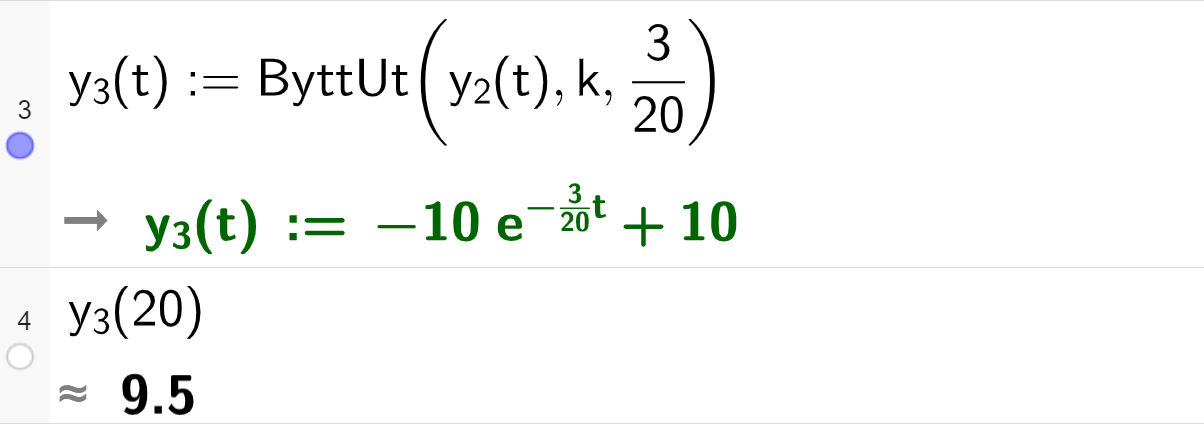 3
y₃(t) := ByttUt(y₂(t), k, 3/20)
→ y₃(t) := −10 e^(−3/20 t) + 10
4
y₃(20)
≈ 9.5